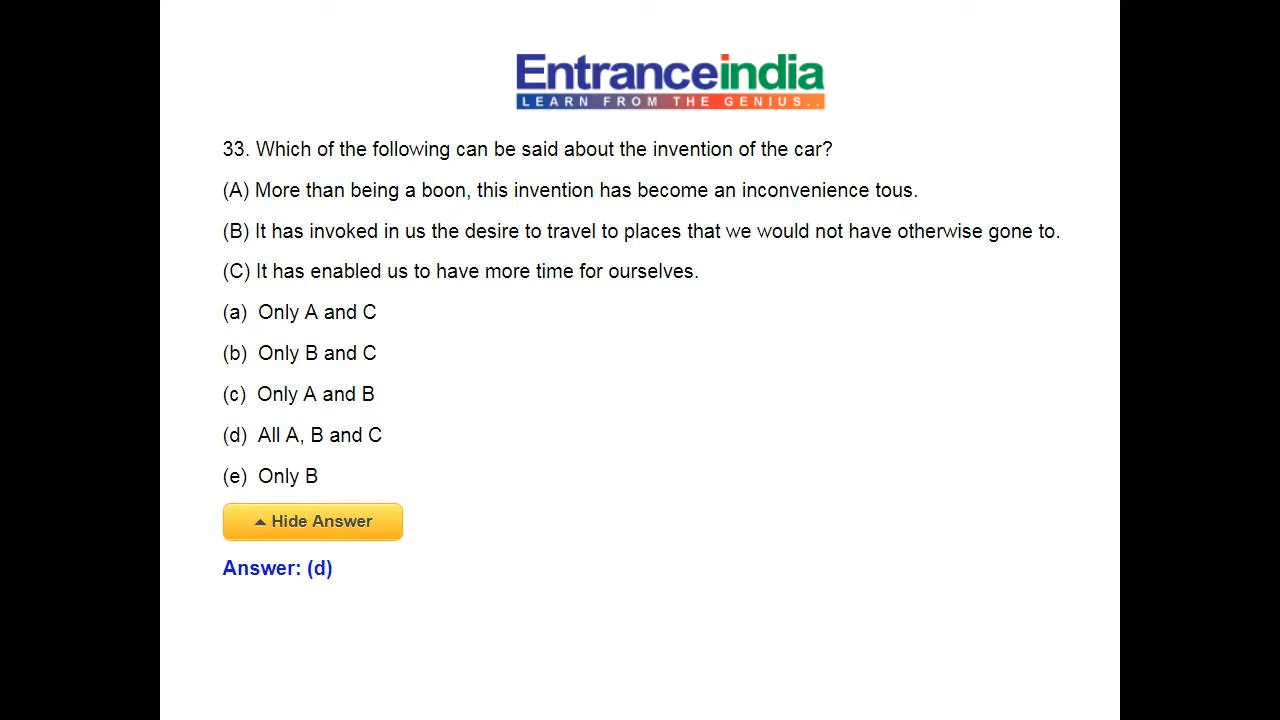 Entranceindia
LEARN FROM THE GENIUS..
33. Which of the following can be said about the invention of the car?
(A) More than being a boon, this invention has become an inconvenience tous.
(B) It has invoked in us the desire to travel to places that we would not have otherwise gone to.
(C) It has enabled us to have more time for ourselves.
(a) Only A and C
(b) Only B and C
(c) Only A and B
(d) All A, B and C
(e) Only B
Hide Answer
Answer: (d)